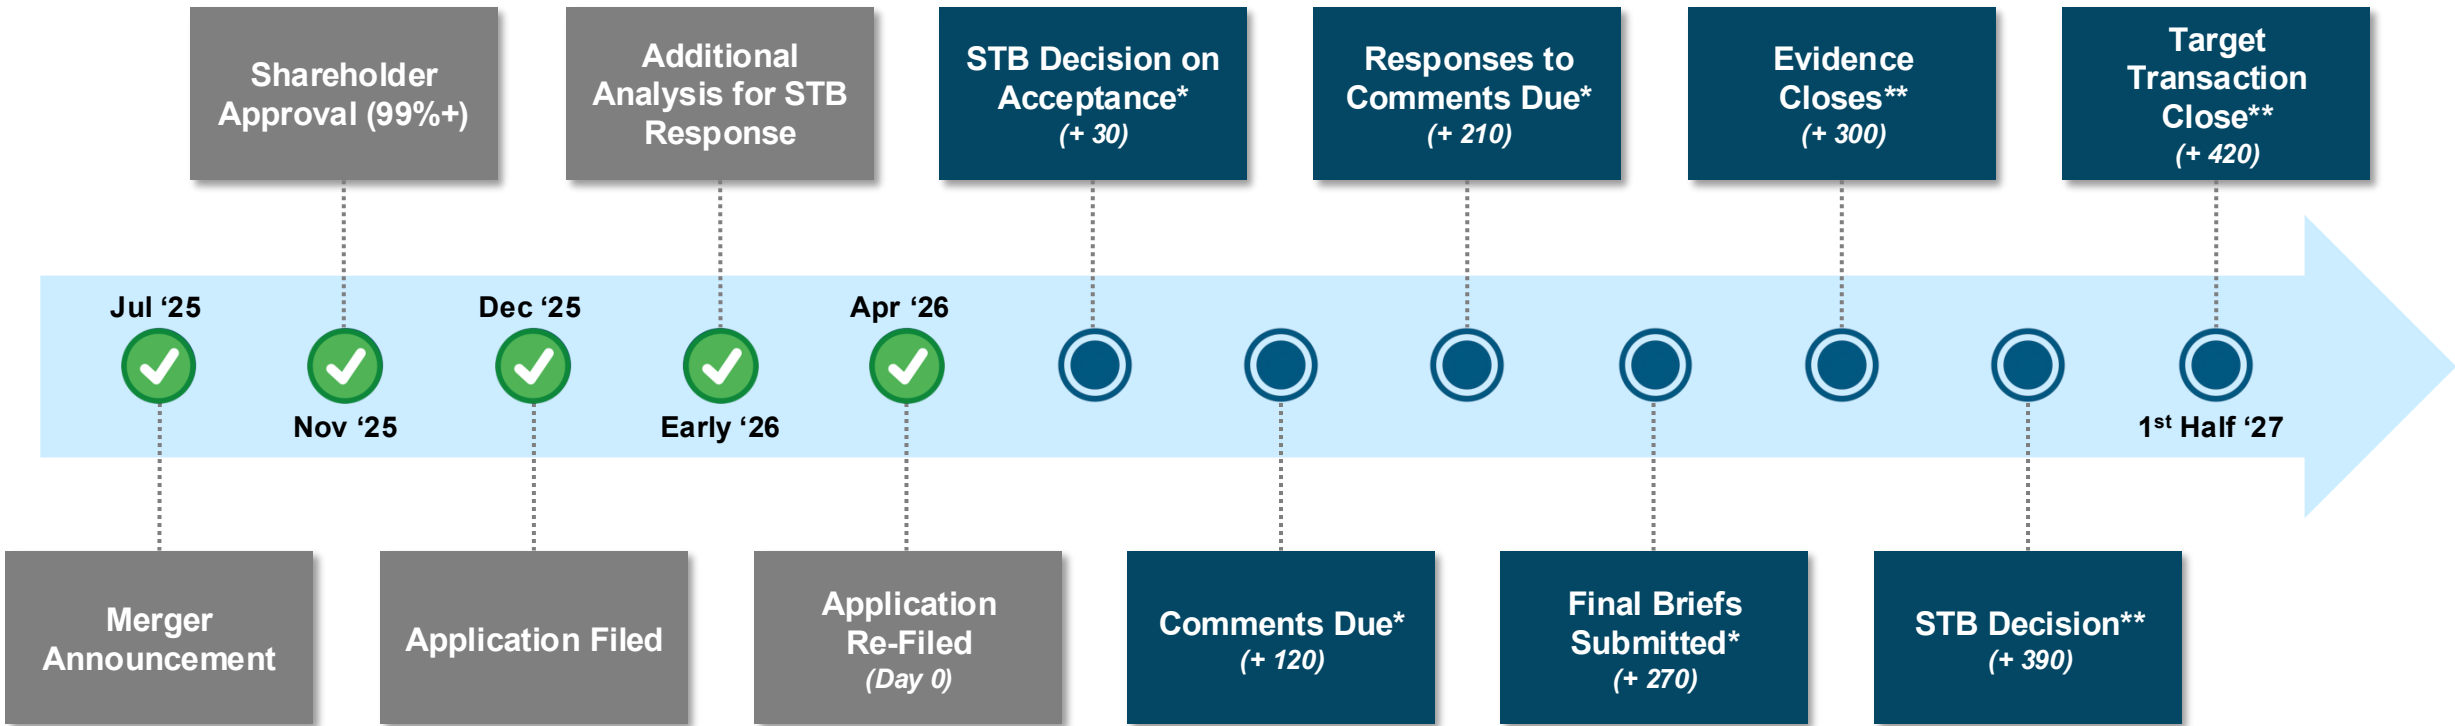 Shareholder
Approval (99%+)
Additional
Analysis for STB
Response
STB Decision on
Acceptance*
(+ 30)
Responses to
Comments Due*
(+ 210)
Evidence
Closes**
(+ 300)
Target
Transaction
Close**
(+ 420)
Jul ‘25
Nov ‘25
Dec ‘25
Early ‘26
Apr ‘26
1st Half ‘27
Merger
Announcement
Application Filed
Application
Re-Filed
(Day 0)
Comments Due*
(+ 120)
Final Briefs
Submitted*
(+ 270)
STB Decision**
(+ 390)